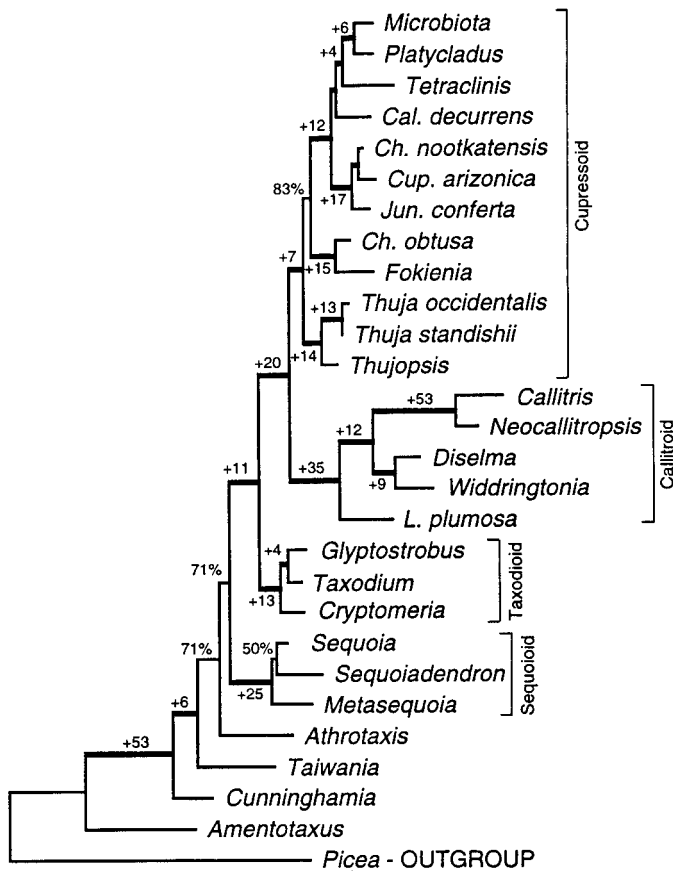 +6
Microbiota
+4
Platycladus
Tetraclinis
Cal. decurrens
+12
Ch. nootkatensis
83%
Cup. arizonica
+17
Jun. conferta
Cupressoid
Ch. obtusa
+7
+15
Fokienia
+13
Thuja occidentalis
Thuja standishii
+14
Thujopsis
+20
+53
Callitris
Neocallitropsis
+12
Diselma
+9
Widdringtonia
+35
L. plumosa
Callitroid
+11
+4
Glyptostrobus
Taxodium
+13
Cryptomeria
Taxodioid
71%
50%
Sequoia
71%
Sequoiadendron
+25
Metasequoia
Sequoioid
+6
Athrotaxis
+53
Taiwania
Cunninghamia
Amentotaxus
Picea - OUTGROUP